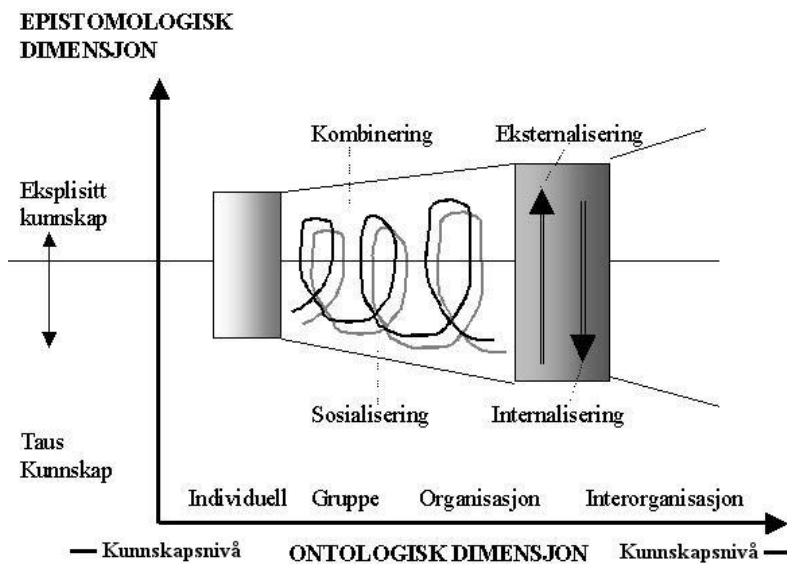 EPISTOMOLOGISK
DIMENSJON
Kombinering
Eksternalisering
Eksplisitt
kunnskap
Sosialisering
Internalisering
Taus
Kunnskap
Individuell Gruppe Organisasjon Interorganisasjon
Kunnskapsnivå ONTOLOGISK DIMENSJON Kunnskapsnivå